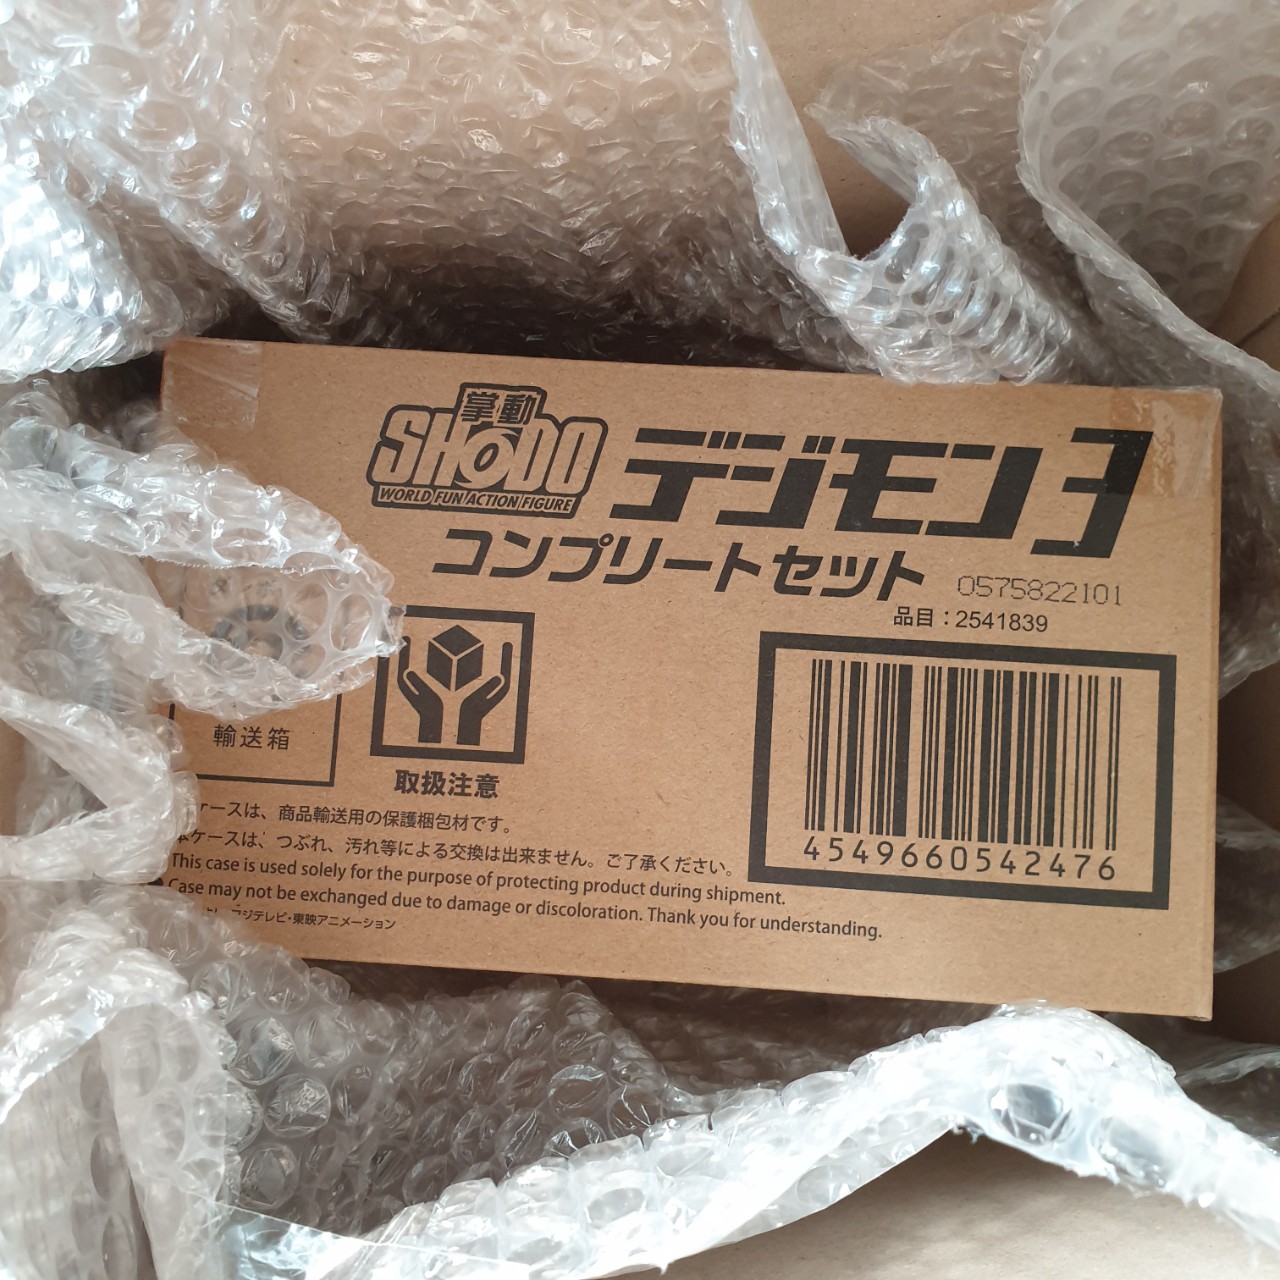 掌動
SHODO
WORLD FUN ACTION FIGURE
デジモン3
コンプリートセット
0575822101
品目:2541839
4549660542476
輸送箱
取扱注意
ケースは、商品輸送用の保護梱包材です。
本ケースは、つぶれ、汚れ等による交換は出来ません。ご了承ください。
This case is used solely for the purpose of protecting product during shipment.
Case may not be exchanged due to damage or discoloration. Thank you for understanding.
フジテレビ・東映アニメーション